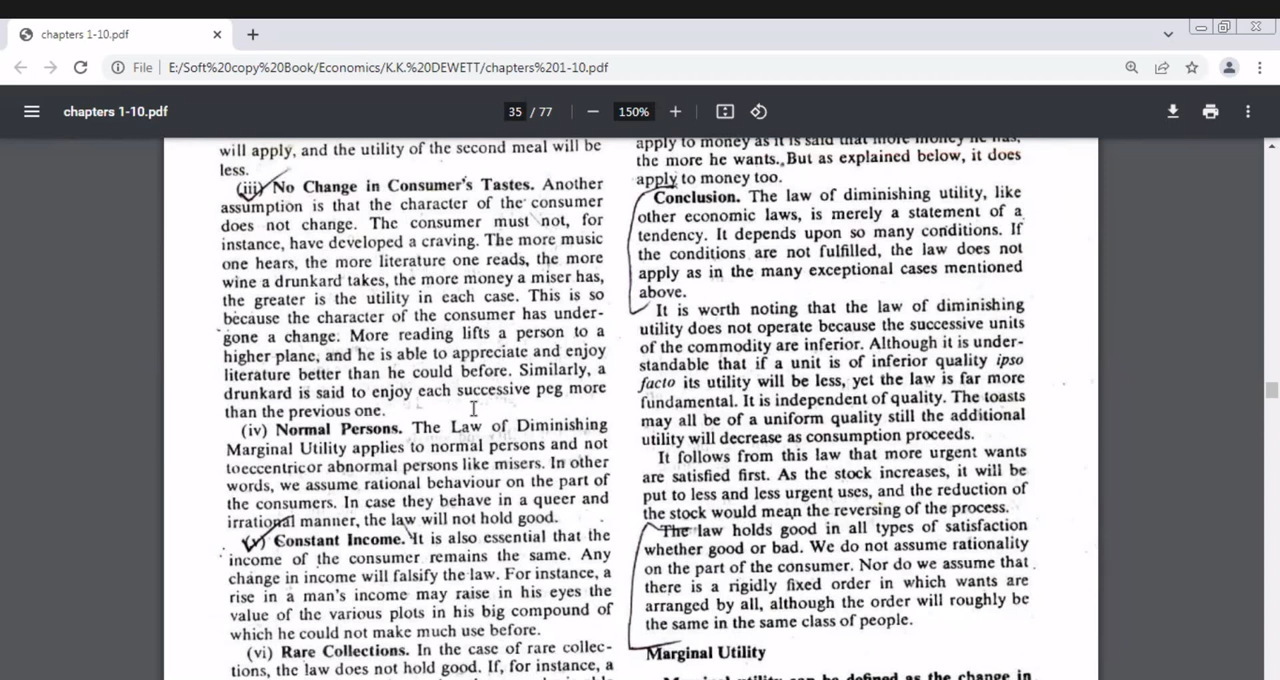 chapters 1-10.pdf
File
E:/Soft%20copy%20Book/Economics/K.K.%20DEWETT/chapters%201-10.pdf
chapters 1-10.pdf
35 / 77
150%
will apply, and the utility of the second meal will be
less.
(iii) No Change in Consumer's Tastes. Another
assumption is that the character of the consumer
does not change. The consumer must not, for
instance, have developed a craving. The more music
one hears, the more literature one reads, the more
wine a drunkard takes, the more money a miser has,
the greater is the utility in each case. This is so
because the character of the consumer has under-
gone a change. More reading lifts a person to a
higher plane, and he is able to appreciate and enjoy
literature better than he could before. Similarly, a
drunkard is said to enjoy each successive peg more
than the previous one.
(iv) Normal Persons. The Law of Diminishing
Marginal Utility applies to normal persons and not
toeccentricor abnormal persons like misers. In other
words, we assume rational behaviour on the part of
the consumers. In case they behave in a queer and
irrational manner, the law will not hold good.
(v) Constant Income. It is also essential that the
income of the consumer remains the same. Any
change in income will falsify the law. For instance, a
rise in a man's income may raise in his eyes the
value of the various plots in his big compound of
which he could not make much use before.
(vi) Rare Collections. In the case of rare collec-
tions, the law does not hold good. If, for instance, a
apply to money as it is said that more money he has,
the more he wants. But as explained below, it does
apply to money too.
Conclusion. The law of diminishing utility, like
other economic laws, is merely a statement of a
tendency. It depends upon so many conditions. If
the conditions are not fulfilled, the law does not
apply as in the many exceptional cases mentioned
above.
It is worth noting that the law of diminishing
utility does not operate because the successive units
of the commodity are inferior. Although it is under-
standable that if a unit is of inferior quality ipso
facto its utility will be less, yet the law is far more
fundamental. It is independent of quality. The toasts
may all be of a uniform quality still the additional
utility will decrease as consumption proceeds.
It follows from this law that more urgent wants
are satisfied first. As the stock increases, it will be
put to less and less urgent uses, and the reduction of
the stock would mean the reversing of the process.
The law holds good in all types of satisfaction
whether good or bad. We do not assume rationality
on the part of the consumer. Nor do we assume that
there is a rigidly fixed order in which wants are
arranged by all, although the order will roughly be
the same in the same class of people.
Marginal Utility
Marginal utility can be defined as the change in